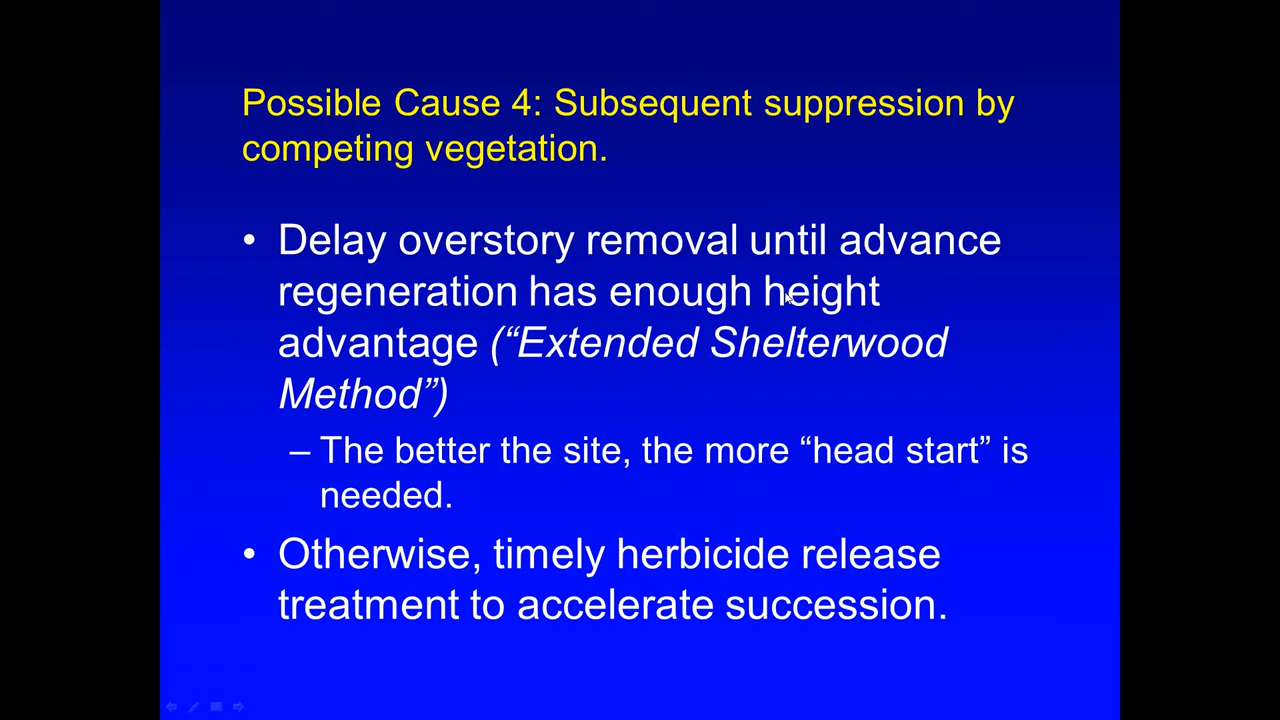 Possible Cause 4: Subsequent suppression by
competing vegetation.
• Delay overstory removal until advance
regeneration has enough height
advantage (“Extended Shelterwood
Method”)
– The better the site, the more “head start” is
needed.
• Otherwise, timely herbicide release
treatment to accelerate succession.